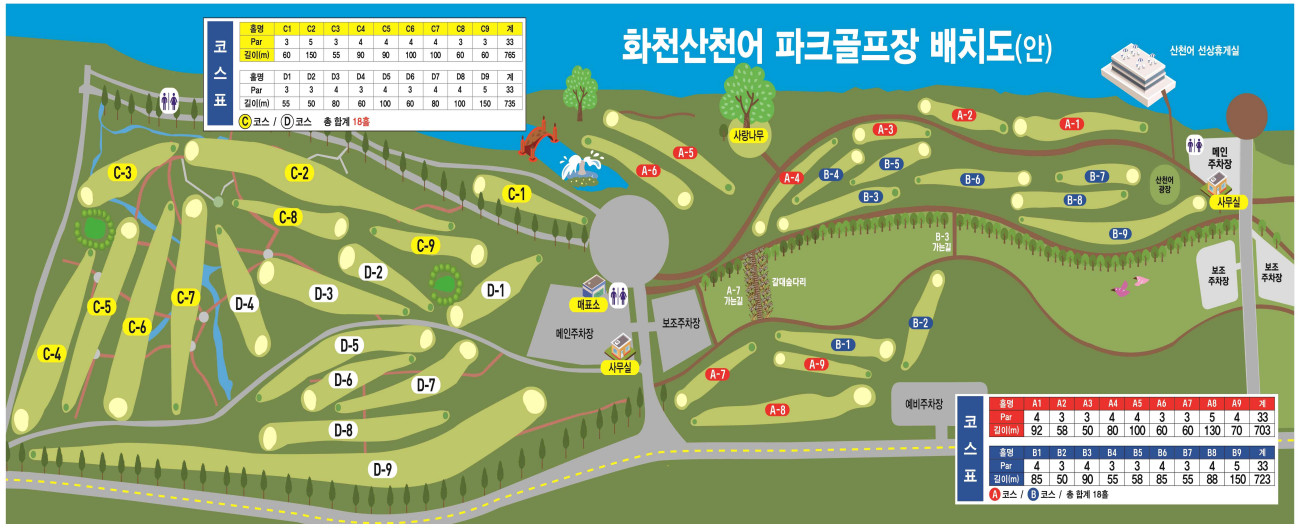 화천산천어 파크골프장 배치도(안)
코스표
홀명 C1 C2 C3 C4 C5 C6 C7 C8 C9 계
Par 3 5 3 4 4 4 4 3 3 33
길이(m) 60 150 55 90 90 100 100 60 60 765
홀명 D1 D2 D3 D4 D5 D6 D7 D8 D9 계
Par 3 3 4 3 4 3 4 4 5 33
길이(m) 55 50 80 60 100 60 80 100 150 735
C 코스 / D 코스 총 합계 18홀
산천어 선상휴게실
사랑나무
A-2
A-1
A-3
A-5
A-6
A-4
B-4
B-5
B-6
B-7
B-3
B-8
B-9
산천어
광장
메인
주차장
사무실
C-3
C-2
C-1
C-8
C-9
D-2
D-1
D-3
D-4
C-7
C-5
C-6
C-4
매표소
메인주차장
보조주차장
사무실
A-7
가는길
갈대숲다리
B-3
가는길
보조
주차장
보조
주차장
B-2
B-1
A-9
A-7
A-8
예비주차장
D-5
D-6
D-7
D-8
D-9
코스표
홀명 A1 A2 A3 A4 A5 A6 A7 A8 A9 계
Par 4 3 3 4 4 3 3 5 4 33
길이(m) 92 58 50 80 100 60 60 130 70 703
홀명 B1 B2 B3 B4 B5 B6 B7 B8 B9 계
Par 4 3 4 3 3 4 3 4 5 33
길이(m) 85 50 90 55 58 85 55 88 150 723
A 코스 / B 코스 / 총 합계 18홀